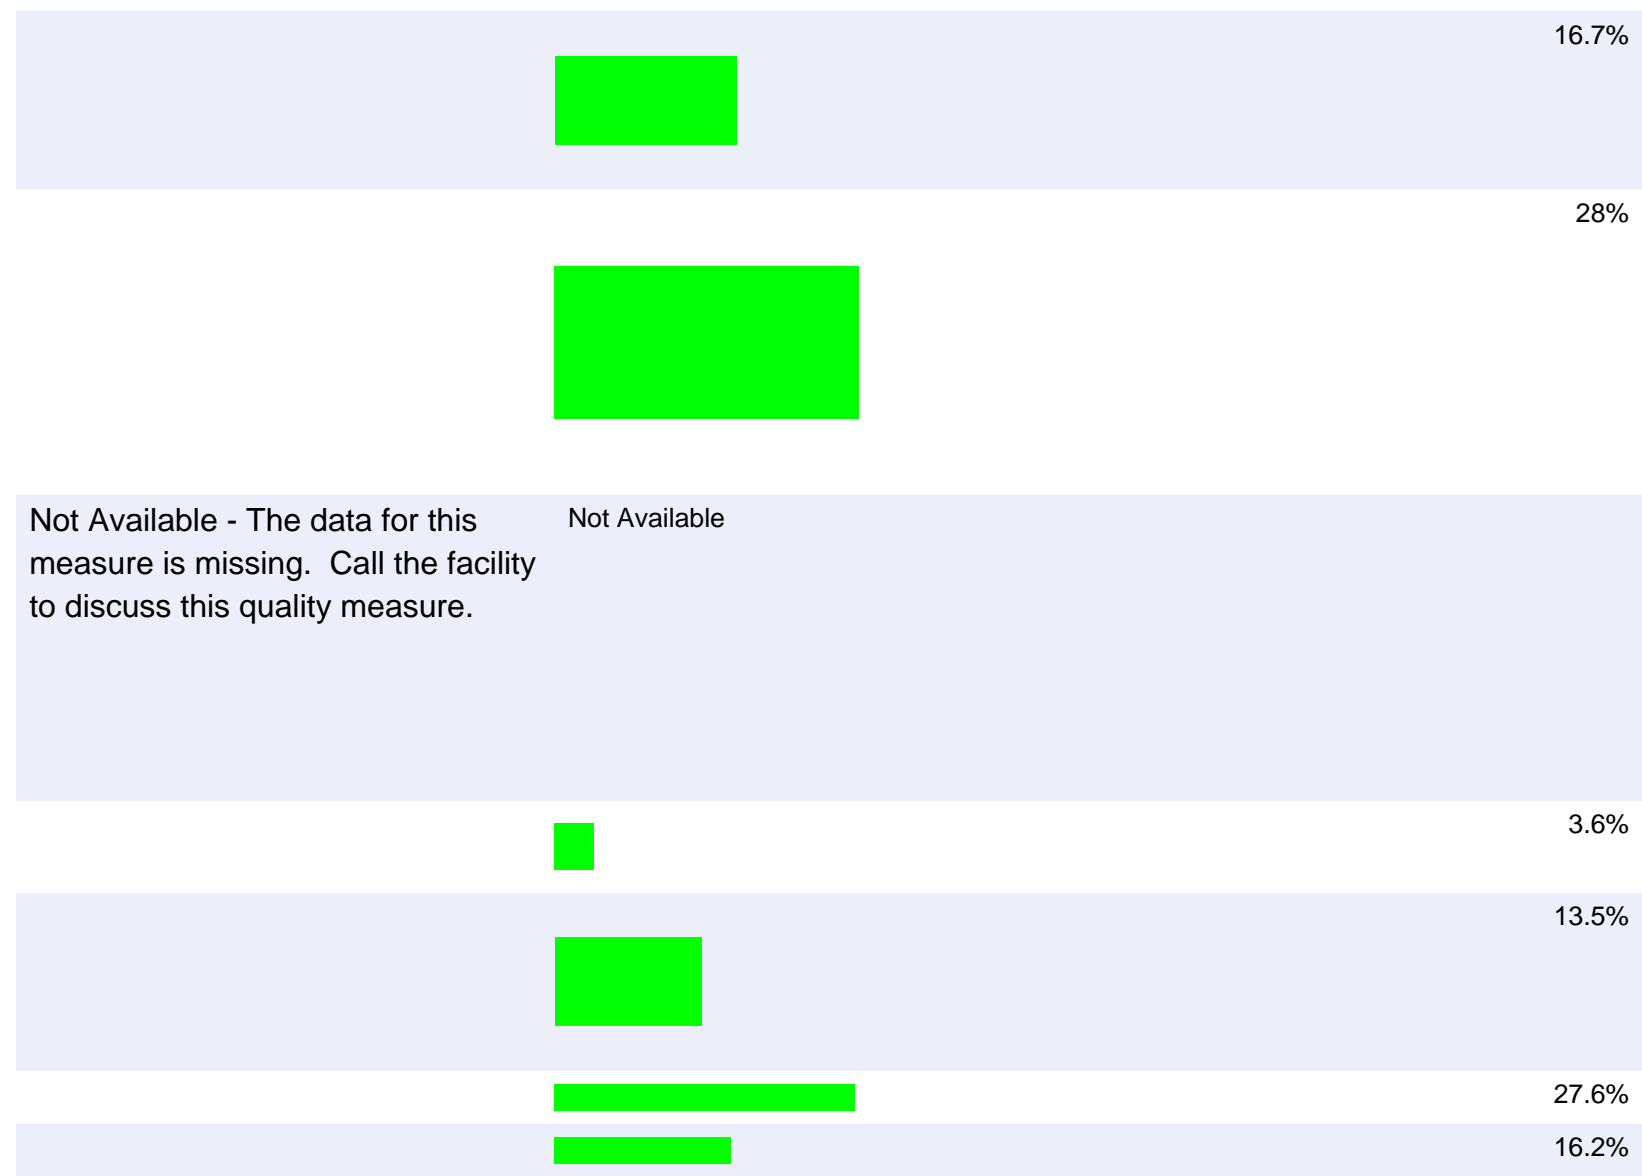 16.7%
28%
Not Available - The data for this
measure is missing.  Call the facility
to discuss this quality measure.
Not Available
3.6%
13.5%
27.6%
16.2%